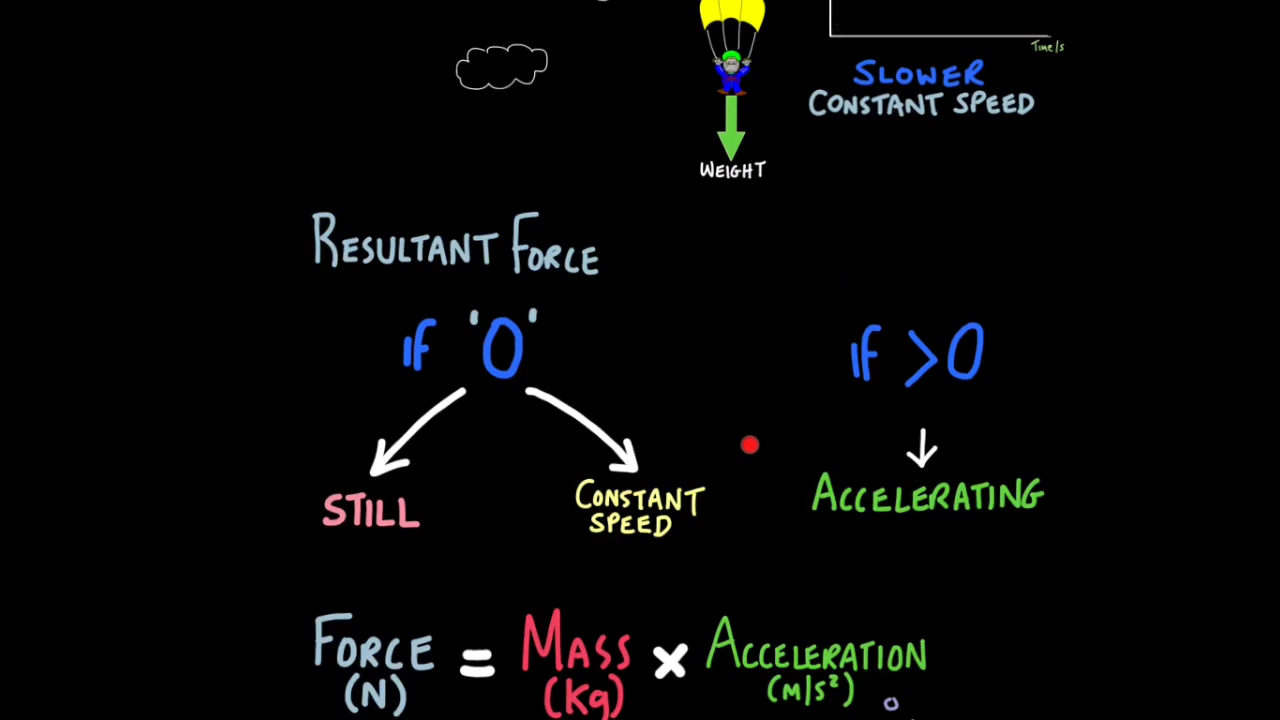 Time/s
SLOWER
CONSTANT SPEED
WEIGHT
RESULTANT FORCE
IF '0'
IF >0
STILL
CONSTANT
SPEED
ACCELERATING
FORCE = MASS × ACCELERATION
(N) (Kg) (M/S²)